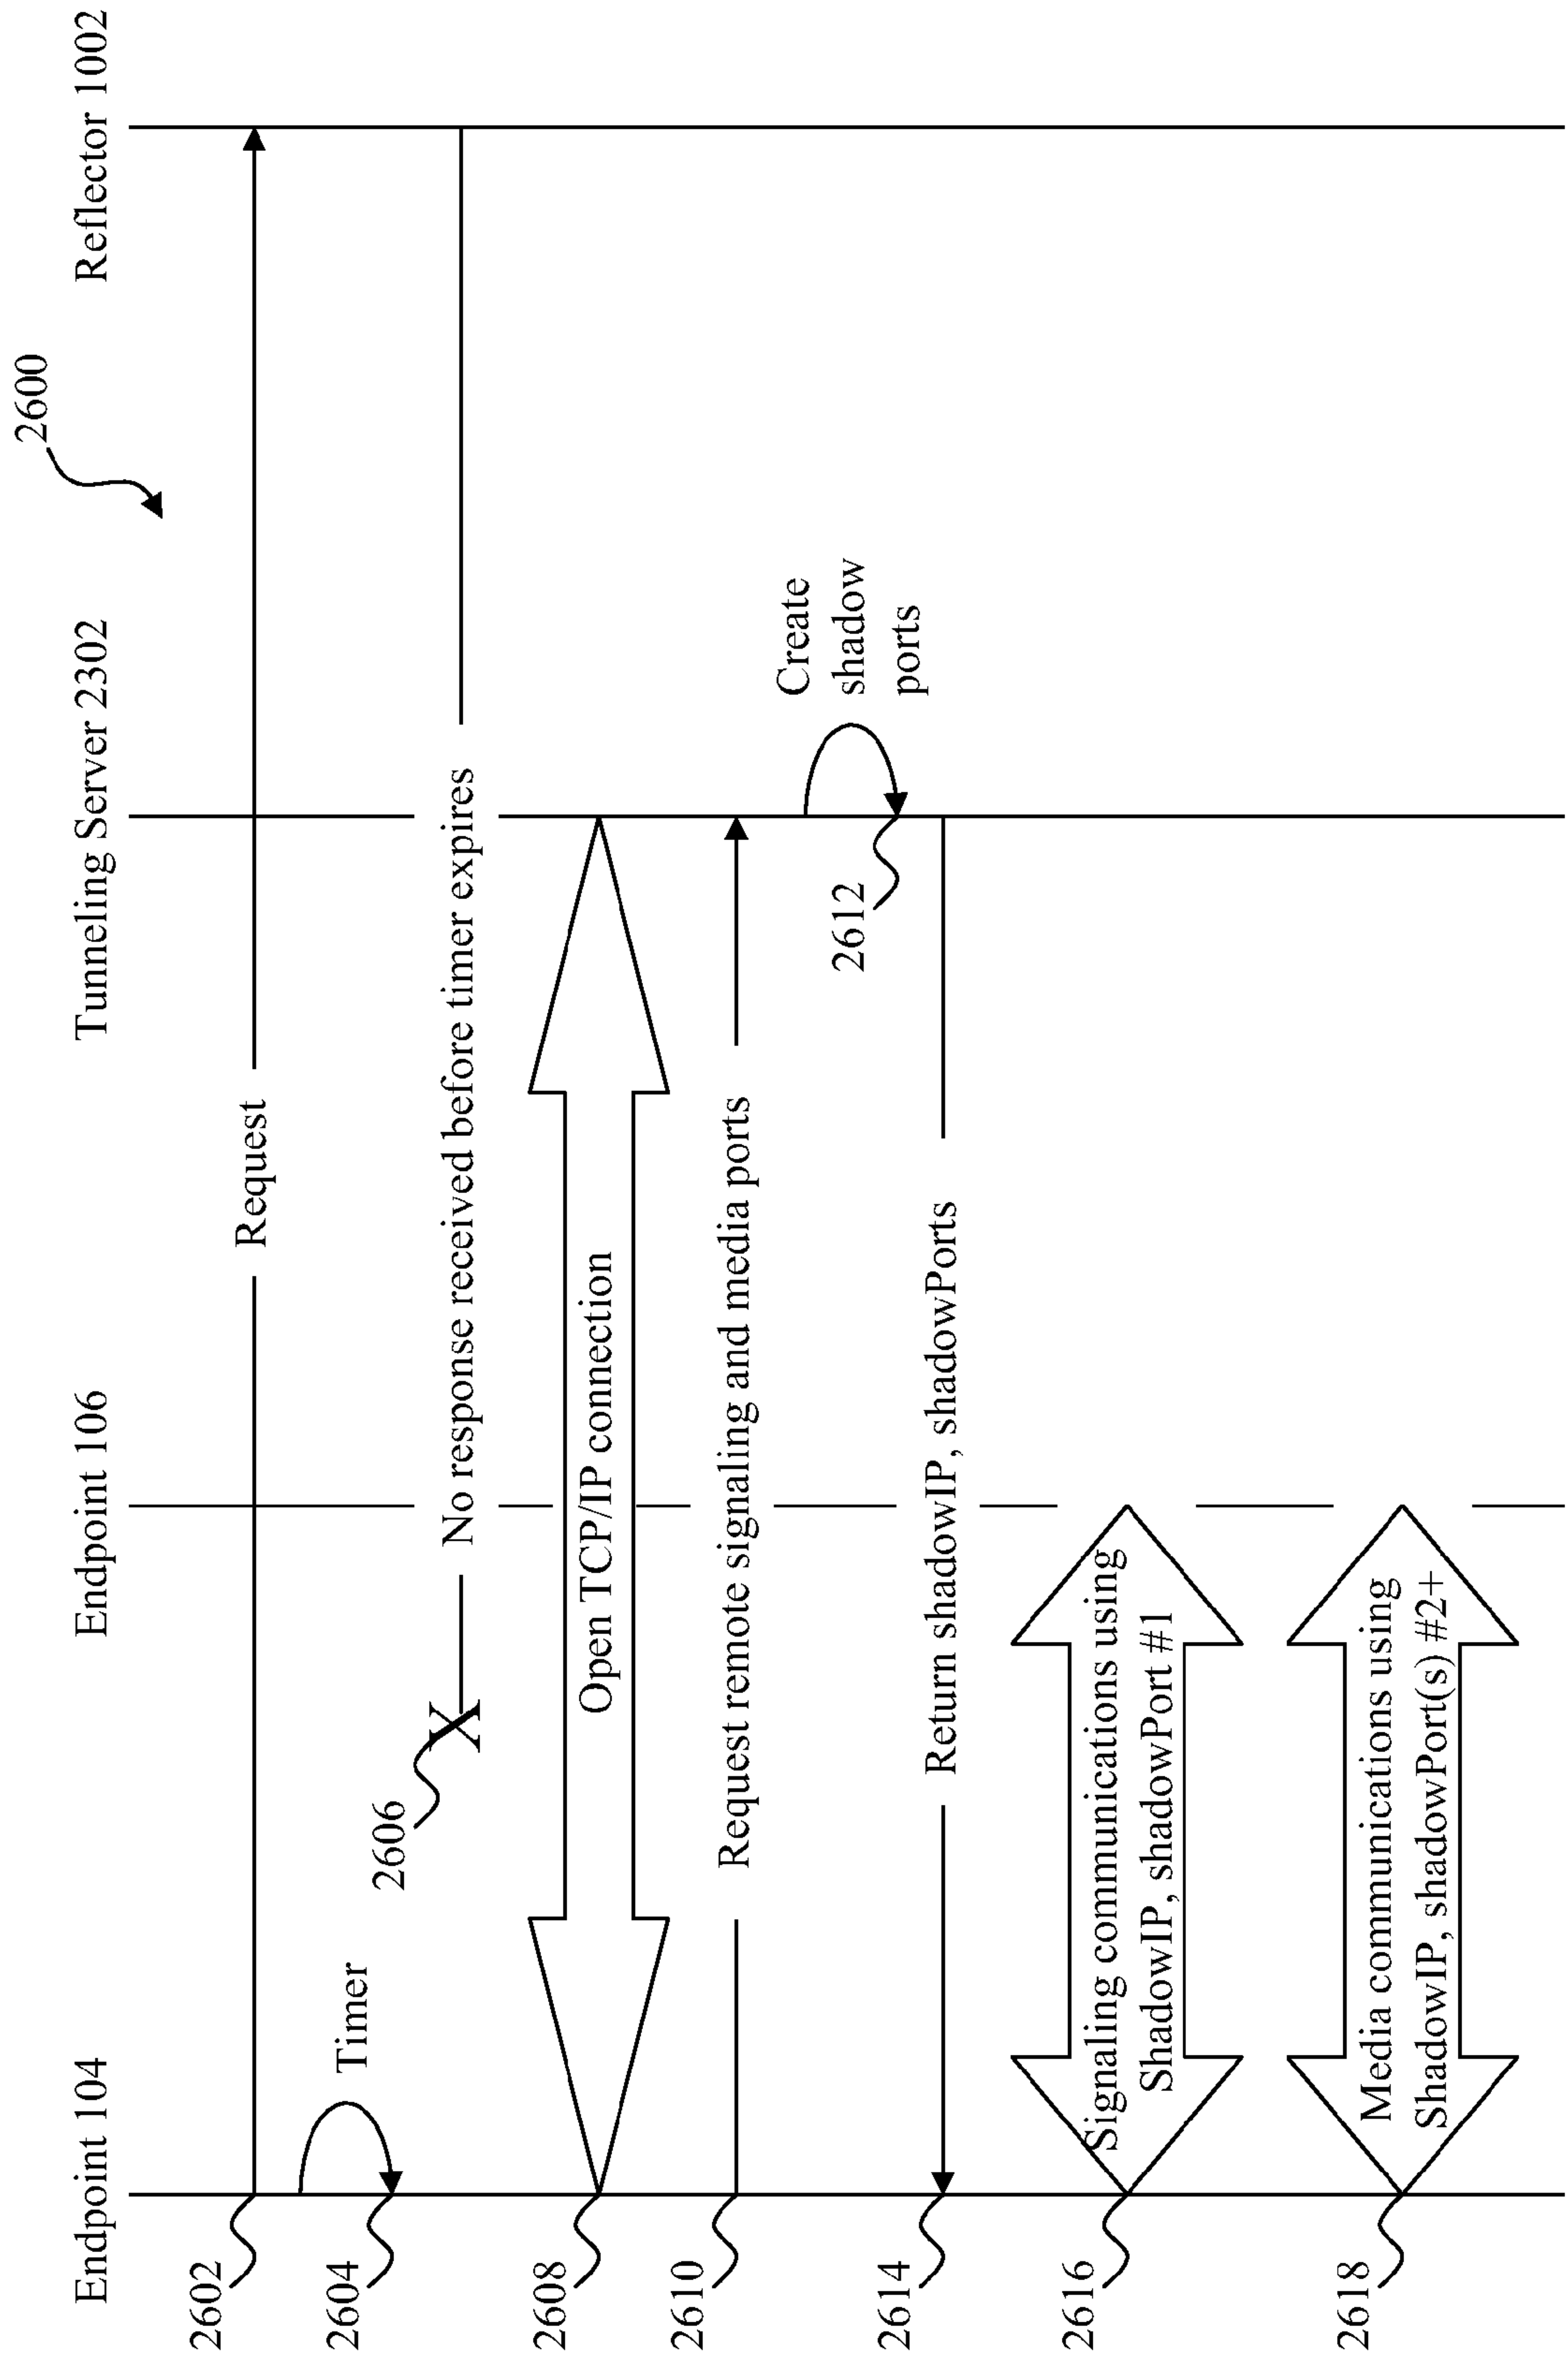 2600
Endpoint 104
Endpoint 106
Tunneling Server 2302
Reflector 1002
2602
Request
2604
Timer
2606
X
No response received before timer expires
2608
Open TCP/IP connection
2610
Request remote signaling and media ports
Create
shadow
ports
2612
2614
Return shadowIP, shadowPorts
2616
Signaling communications using
ShadowIP, shadowPort #1
2618
Media communications using
ShadowIP, shadowPort(s) #2+